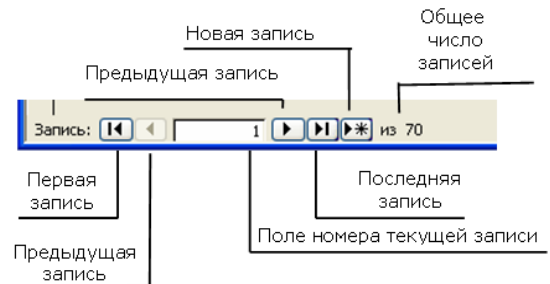 Новая запись
Общее
число
записей
Предыдущая запись
Запись: 1 из 70
Первая
запись
Последняя
запись
Поле номера текущей записи
Предыдущая
запись